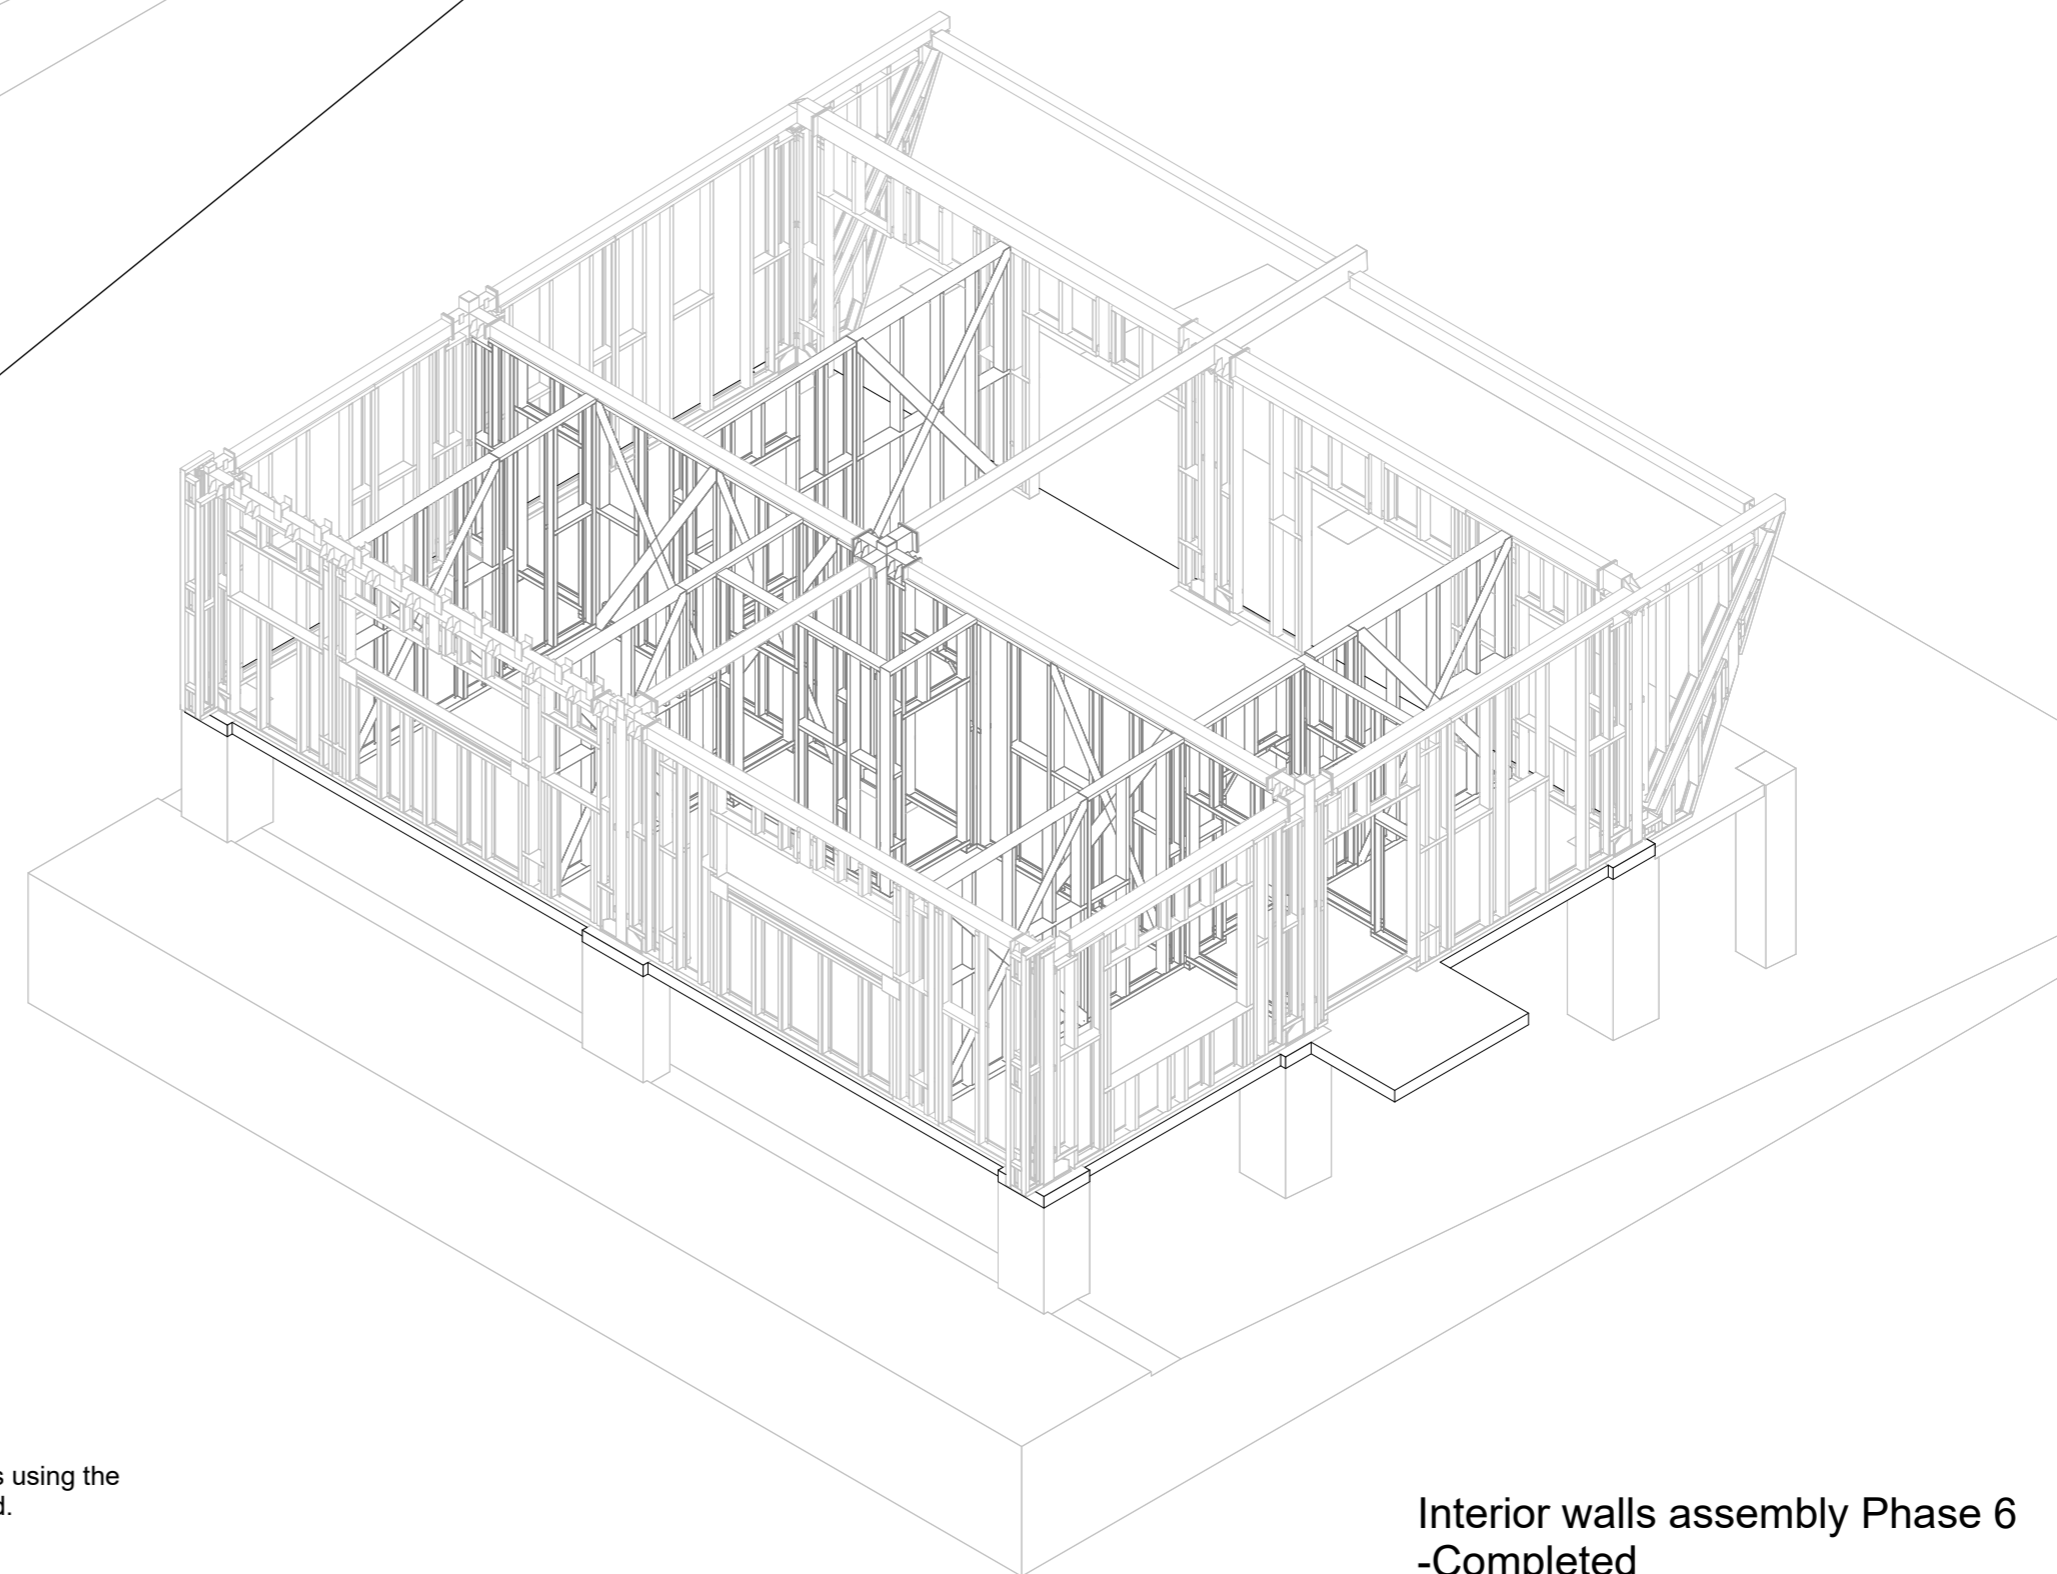 s using the
d.
Interior walls assembly Phase 6
-Completed